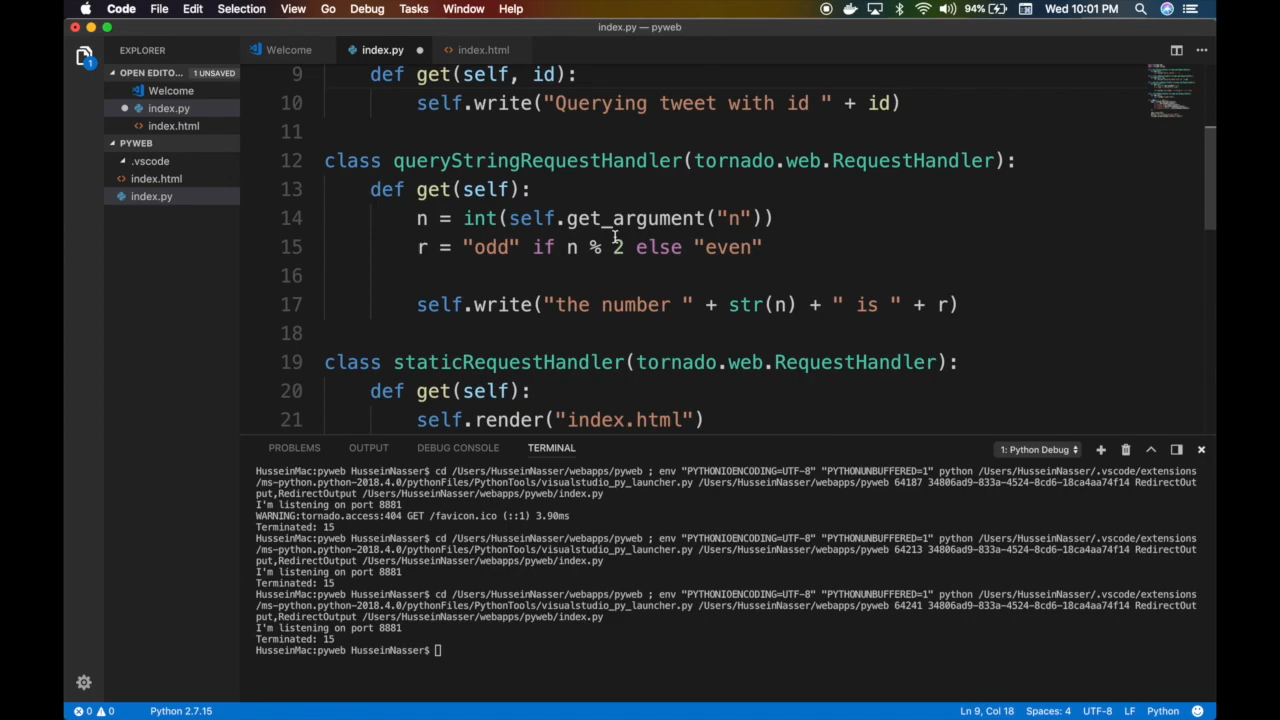 Code File Edit Selection View Go Debug Tasks Window Help 94% Wed 10:01 PM
index.py — pyweb
EXPLORER Welcome index.py index.html
OPEN EDITO... 1 UNSAVED
Welcome
index.py
index.html
PYWEB
.vscode
index.html
index.py
1
9 def get(self, id):
10 self.write("Querying tweet with id " + id)
11
12 class queryStringRequestHandler(tornado.web.RequestHandler):
13 def get(self):
14 n = int(self.get_argument("n"))
15 r = "odd" if n % 2 else "even"
16
17 self.write("the number " + str(n) + " is " + r)
18
19 class staticRequestHandler(tornado.web.RequestHandler):
20 def get(self):
21 self.render("index.html")
PROBLEMS OUTPUT DEBUG CONSOLE TERMINAL 1: Python Debug
HusseinMac:pyweb HusseinNasser$ cd /Users/HusseinNasser/webapps/pyweb ; env "PYTHONIOENCODING=UTF-8" "PYTHONUNBUFFERED=1" python /Users/HusseinNasser/.vscode/extensions
/ms-python.python-2018.4.0/pythonFiles/PythonTools/visualstudio_py_launcher.py /Users/HusseinNasser/webapps/pyweb 64187 34806ad9-833a-4524-8cd6-18ca4aa74f14 RedirectOut
put,RedirectOutput /Users/HusseinNasser/webapps/pyweb/index.py
I'm listening on port 8881
WARNING:tornado.access:404 GET /favicon.ico (::1) 3.90ms
Terminated: 15
HusseinMac:pyweb HusseinNasser$ cd /Users/HusseinNasser/webapps/pyweb ; env "PYTHONIOENCODING=UTF-8" "PYTHONUNBUFFERED=1" python /Users/HusseinNasser/.vscode/extensions
/ms-python.python-2018.4.0/pythonFiles/PythonTools/visualstudio_py_launcher.py /Users/HusseinNasser/webapps/pyweb 64213 34806ad9-833a-4524-8cd6-18ca4aa74f14 RedirectOut
put,RedirectOutput /Users/HusseinNasser/webapps/pyweb/index.py
I'm listening on port 8881
Terminated: 15
HusseinMac:pyweb HusseinNasser$ cd /Users/HusseinNasser/webapps/pyweb ; env "PYTHONIOENCODING=UTF-8" "PYTHONUNBUFFERED=1" python /Users/HusseinNasser/.vscode/extensions
/ms-python.python-2018.4.0/pythonFiles/PythonTools/visualstudio_py_launcher.py /Users/HusseinNasser/webapps/pyweb 64241 34806ad9-833a-4524-8cd6-18ca4aa74f14 RedirectOut
put,RedirectOutput /Users/HusseinNasser/webapps/pyweb/index.py
I'm listening on port 8881
Terminated: 15
HusseinMac:pyweb HusseinNasser$
0 0 Python 2.7.15 Ln 9, Col 18 Spaces: 4 UTF-8 LF Python